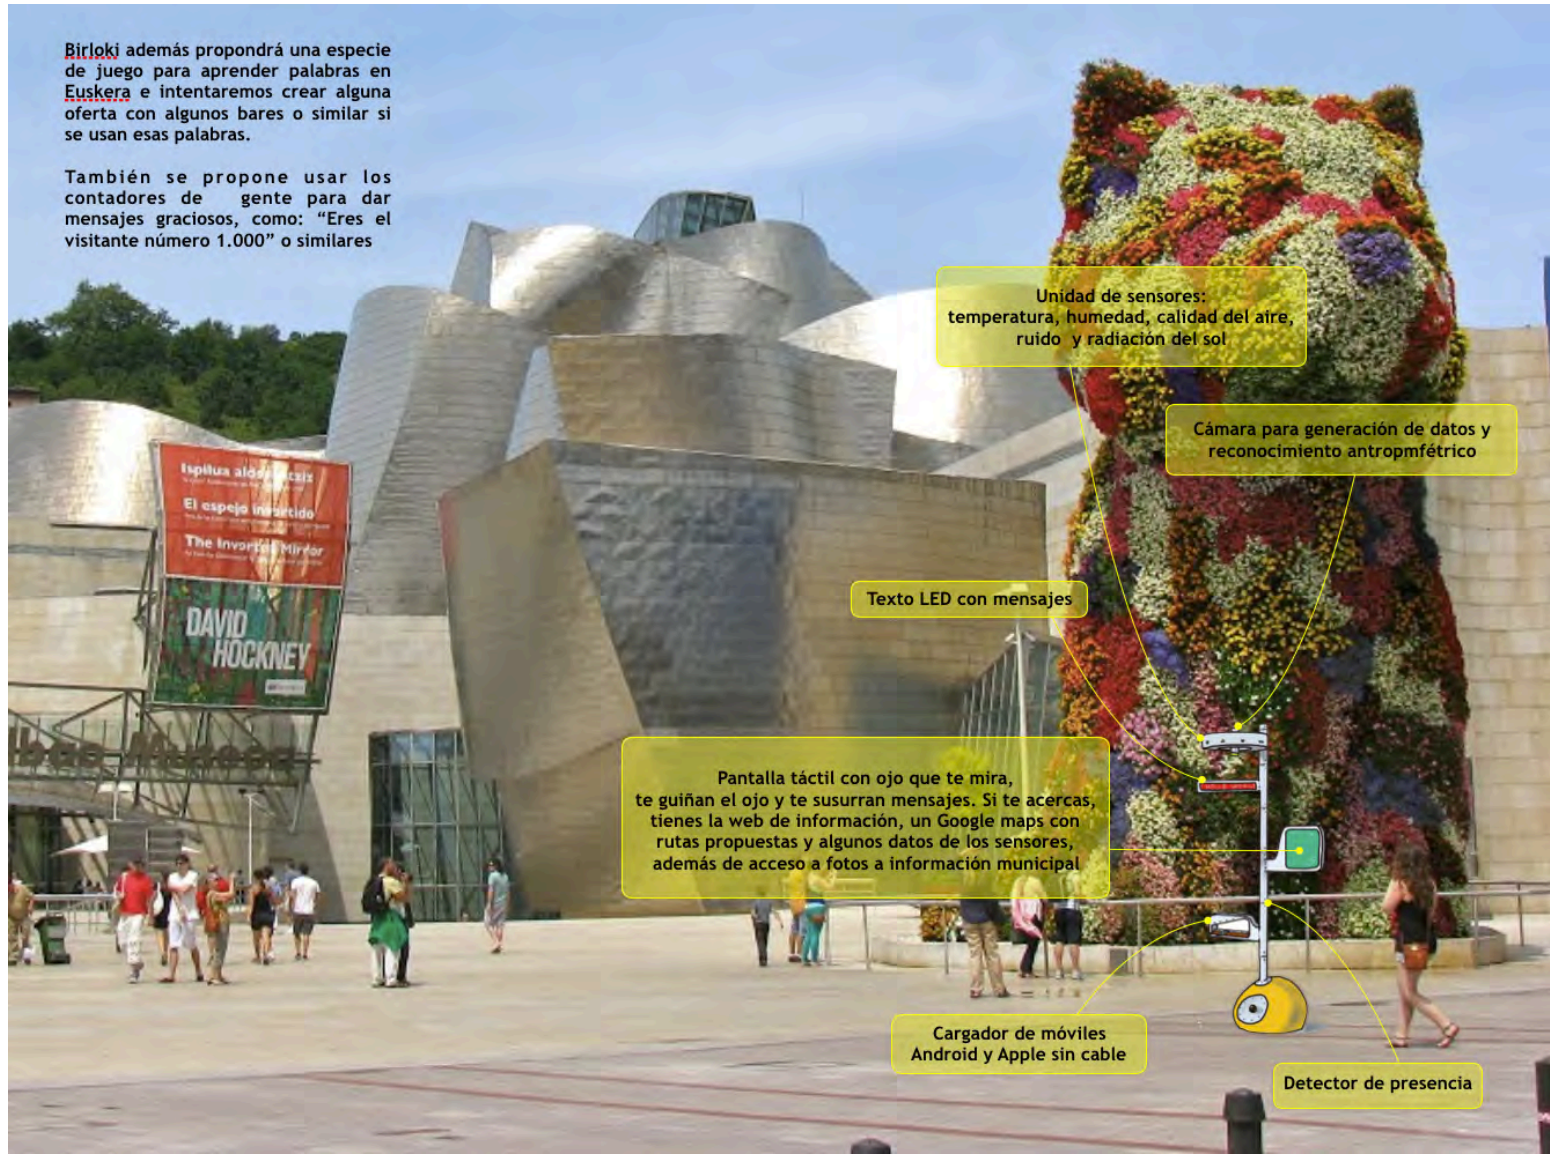 Birloki además propondrá una especie
de juego para aprender palabras en
Euskera e intentaremos crear alguna
oferta con algunos bares o similar si
se usan esas palabras.
También se propone usar los
contadores de gente para dar
mensajes graciosos, como: “Eres el
visitante número 1.000” o similares
Unidad de sensores:
temperatura, humedad, calidad del aire,
ruido y radiación del sol
Cámara para generación de datos y
reconocimiento antropmfétrico
Ispilua
El espejo invertido
The Inverted Mirror
DAVID
HOCKNEY
Texto LED con mensajes
Pantalla táctil con ojo que te mira,
te guiñan el ojo y te susurran mensajes. Si te acercas,
tienes la web de información, un Google maps con
rutas propuestas y algunos datos de los sensores,
además de acceso a fotos a información municipal
Cargador de móviles
Android y Apple sin cable
Detector de presencia